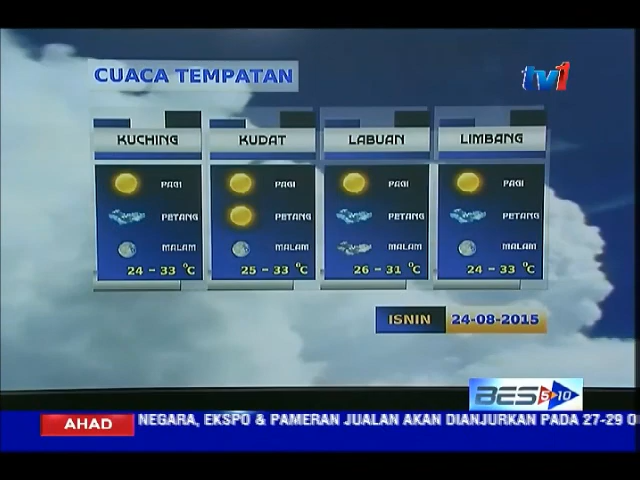 CUACA TEMPATAN
tv1
KUCHING
PAGI
PETANG
MALAM
24 - 33 °C
KUDAT
PAGI
PETANG
MALAM
25 - 33 °C
LABUAN
PAGI
PETANG
MALAM
26 - 31 °C
LIMBANG
PAGI
PETANG
MALAM
24 - 33 °C
ISNIN 24-08-2015
BES 5 10
AHAD NEGARA, EKSPO & PAMERAN JUALAN AKAN DIANJURKAN PADA 27-29 O